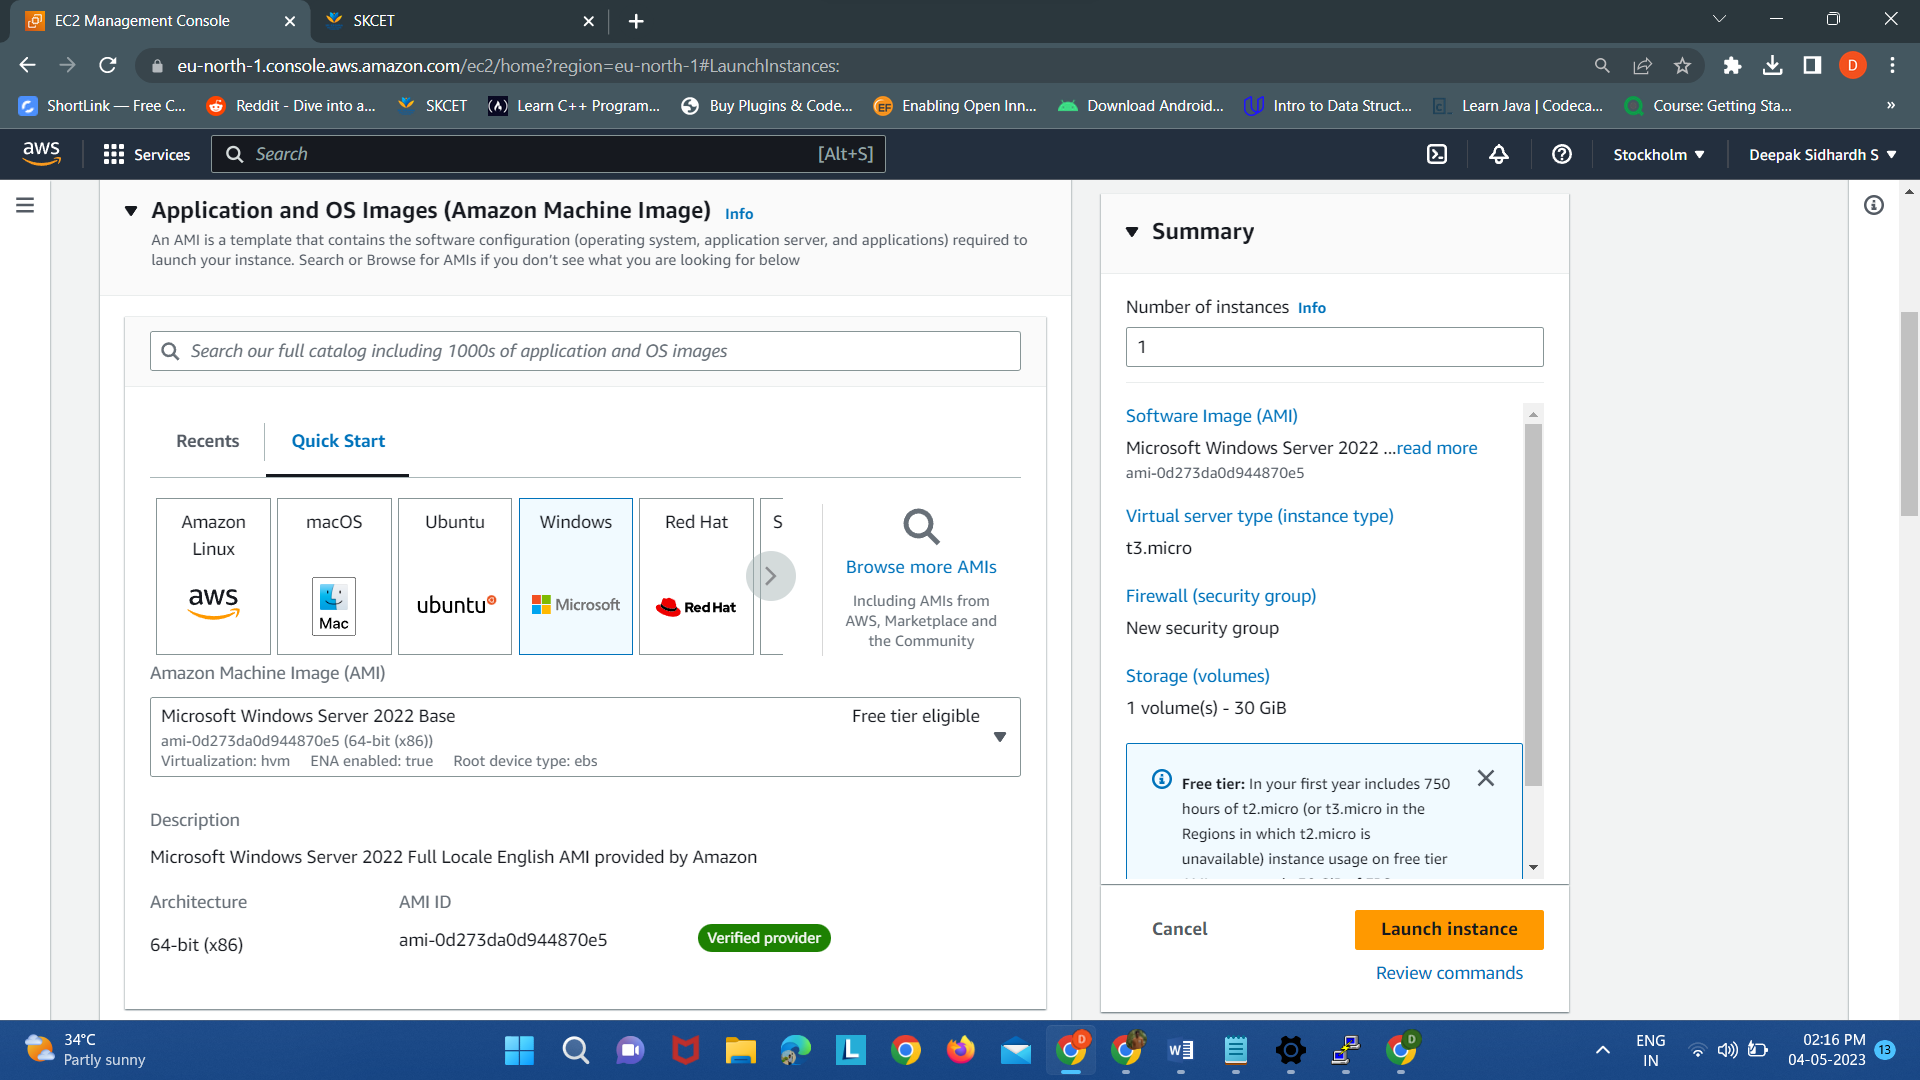 EC2 Management Console
SKCET
eu-north-1.console.aws.amazon.com/ec2/home?region=eu-north-1#LaunchInstances:
D
ShortLink — Free C...
Reddit - Dive into a...
SKCET
Learn C++ Program...
Buy Plugins & Code...
Enabling Open Inn...
Download Android...
Intro to Data Struct...
Learn Java | Codeca...
Course: Getting Sta...
»
aws
Services
Search
[Alt+S]
Stockholm
Deepak Sidhardh S
Application and OS Images (Amazon Machine Image) Info
An AMI is a template that contains the software configuration (operating system, application server, and applications) required to
launch your instance. Search or Browse for AMIs if you don't see what you are looking for below
Search our full catalog including 1000s of application and OS images
Recents
Quick Start
Amazon
Linux
aws
macOS
Mac
Ubuntu
ubuntu
Windows
Microsoft
Red Hat
Red Hat
S
Browse more AMIs
Including AMIs from
AWS, Marketplace and
the Community
Amazon Machine Image (AMI)
Microsoft Windows Server 2022 Base
Free tier eligible
ami-0d273da0d944870e5 (64-bit (x86))
Virtualization: hvm ENA enabled: true Root device type: ebs
Description
Microsoft Windows Server 2022 Full Locale English AMI provided by Amazon
Architecture
AMI ID
64-bit (x86)
ami-0d273da0d944870e5
Verified provider
Summary
Number of instances Info
1
Software Image (AMI)
Microsoft Windows Server 2022 ...read more
ami-0d273da0d944870e5
Virtual server type (instance type)
t3.micro
Firewall (security group)
New security group
Storage (volumes)
1 volume(s) - 30 GiB
Free tier: In your first year includes 750
hours of t2.micro (or t3.micro in the
Regions in which t2.micro is
unavailable) instance usage on free tier
Cancel
Launch instance
Review commands
34°C
Partly sunny
L
D
D
ENG
IN
02:16 PM
04-05-2023
13